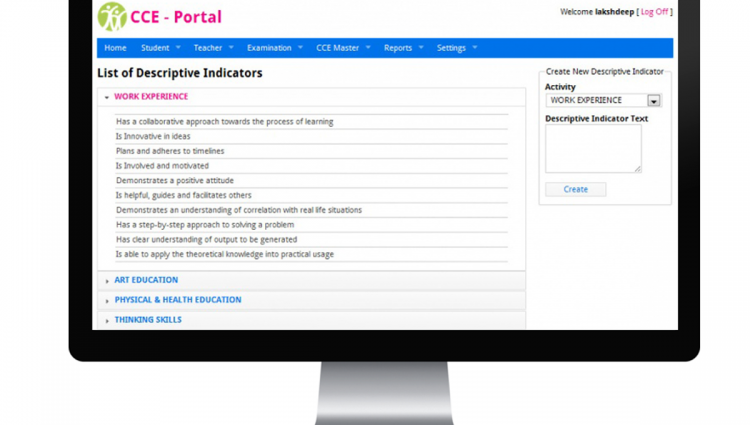 CCE - Portal
Welcome lakshdeep [ Log Off ]
Home Student Teacher Examination CCE Master Reports Settings
List of Descriptive Indicators
WORK EXPERIENCE
Has a collaborative approach towards the process of learning
Is Innovative in ideas
Plans and adheres to timelines
Is Involved and motivated
Demonstrates a positive attitude
Is helpful, guides and facilitates others
Demonstrates an understanding of correlation with real life situations
Has a step-by-step approach to solving a problem
Has clear understanding of output to be generated
Is able to apply the theoretical knowledge into practical usage
ART EDUCATION
PHYSICAL & HEALTH EDUCATION
THINKING SKILLS
Create New Descriptive Indicator
Activity
WORK EXPERIENCE
Descriptive Indicator Text
Create